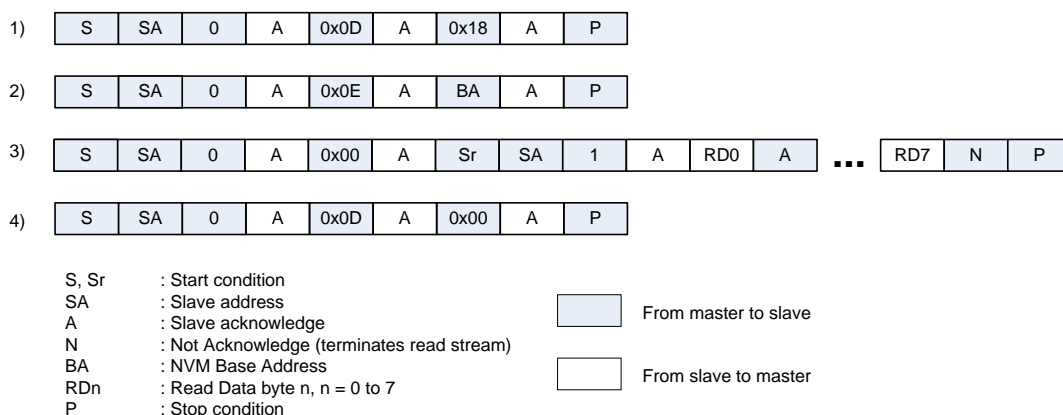 1) S SA 0 A 0x0D A 0x18 A P
2) S SA 0 A 0x0E A BA A P
3) S SA 0 A 0x00 A Sr SA 1 A RD0 A ... RD7 N P
4) S SA 0 A 0x0D A 0x00 A P
S, Sr : Start condition
SA : Slave address
A : Slave acknowledge
N : Not Acknowledge (terminates read stream)
BA : NVM Base Address
RDn : Read Data byte n, n = 0 to 7
P : Stop condition
From master to slave
From slave to master